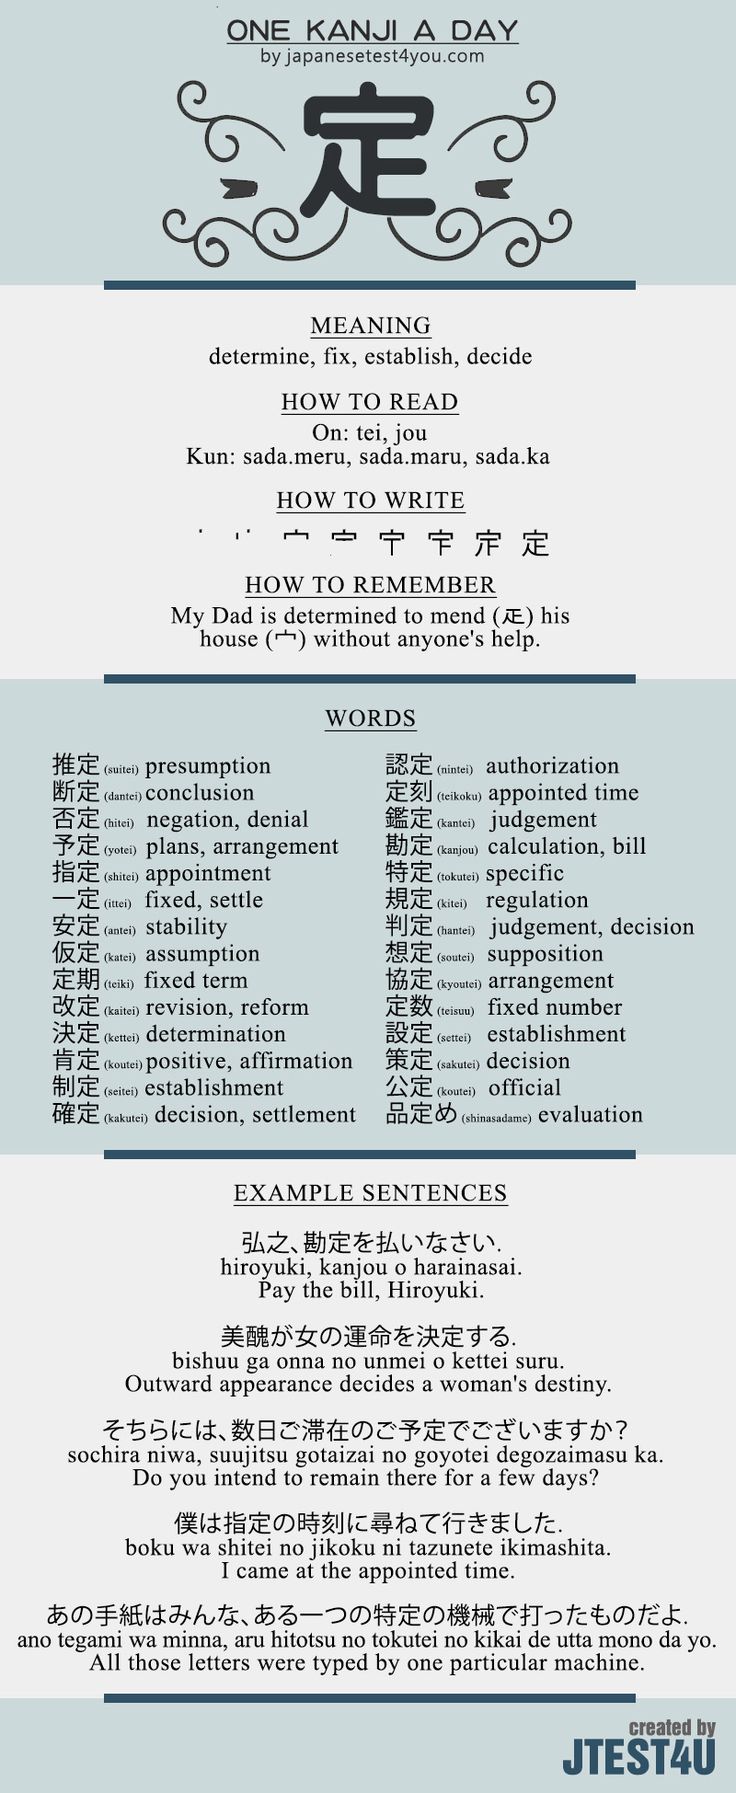 ONE KANJI A DAY
by japanesetest4you.com
定
MEANING
determine, fix, establish, decide
HOW TO READ
On: tei, jou
Kun: sada.meru, sada.maru, sada.ka
HOW TO WRITE
定
HOW TO REMEMBER
My Dad is determined to mend (疋) his
house (宀) without anyone's help.
WORDS
推定 (suitei) presumption
断定 (dantei) conclusion
否定 (hitei) negation, denial
予定 (yotei) plans, arrangement
指定 (shitei) appointment
一定 (ittei) fixed, settle
安定 (antei) stability
仮定 (katei) assumption
定期 (teiki) fixed term
改定 (kaitei) revision, reform
決定 (kettei) determination
肯定 (koutei) positive, affirmation
制定 (seitei) establishment
確定 (kakutei) decision, settlement
認定 (nintei) authorization
定刻 (teikoku) appointed time
鑑定 (kantei) judgement
勘定 (kanjou) calculation, bill
特定 (tokutei) specific
規定 (kitei) regulation
判定 (hantei) judgement, decision
想定 (soutei) supposition
協定 (kyoutei) arrangement
定数 (teisuu) fixed number
設定 (settei) establishment
策定 (sakutei) decision
公定 (koutei) official
品定め (shinasadame) evaluation
EXAMPLE SENTENCES
弘之、勘定を払いなさい.
hiroyuki, kanjou o harainasai.
Pay the bill, Hiroyuki.
美醜が女の運命を決定する.
bishuu ga onna no unmei o kettei suru.
Outward appearance decides a woman's destiny.
そちらには、数日ご滞在のご予定でございますか？
sochira niwa, suujitsu gotaizai no goyotei degozaimasu ka.
Do you intend to remain there for a few days?
僕は指定の時刻に尋ねて行きました.
boku wa shitei no jikoku ni tazunete ikimashita.
I came at the appointed time.
あの手紙はみんな、ある一つの特定の機械で打ったものだよ.
ano tegami wa minna, aru hitotsu no tokutei no kikai de utta mono da yo.
All those letters were typed by one particular machine.
created by
JTEST4U